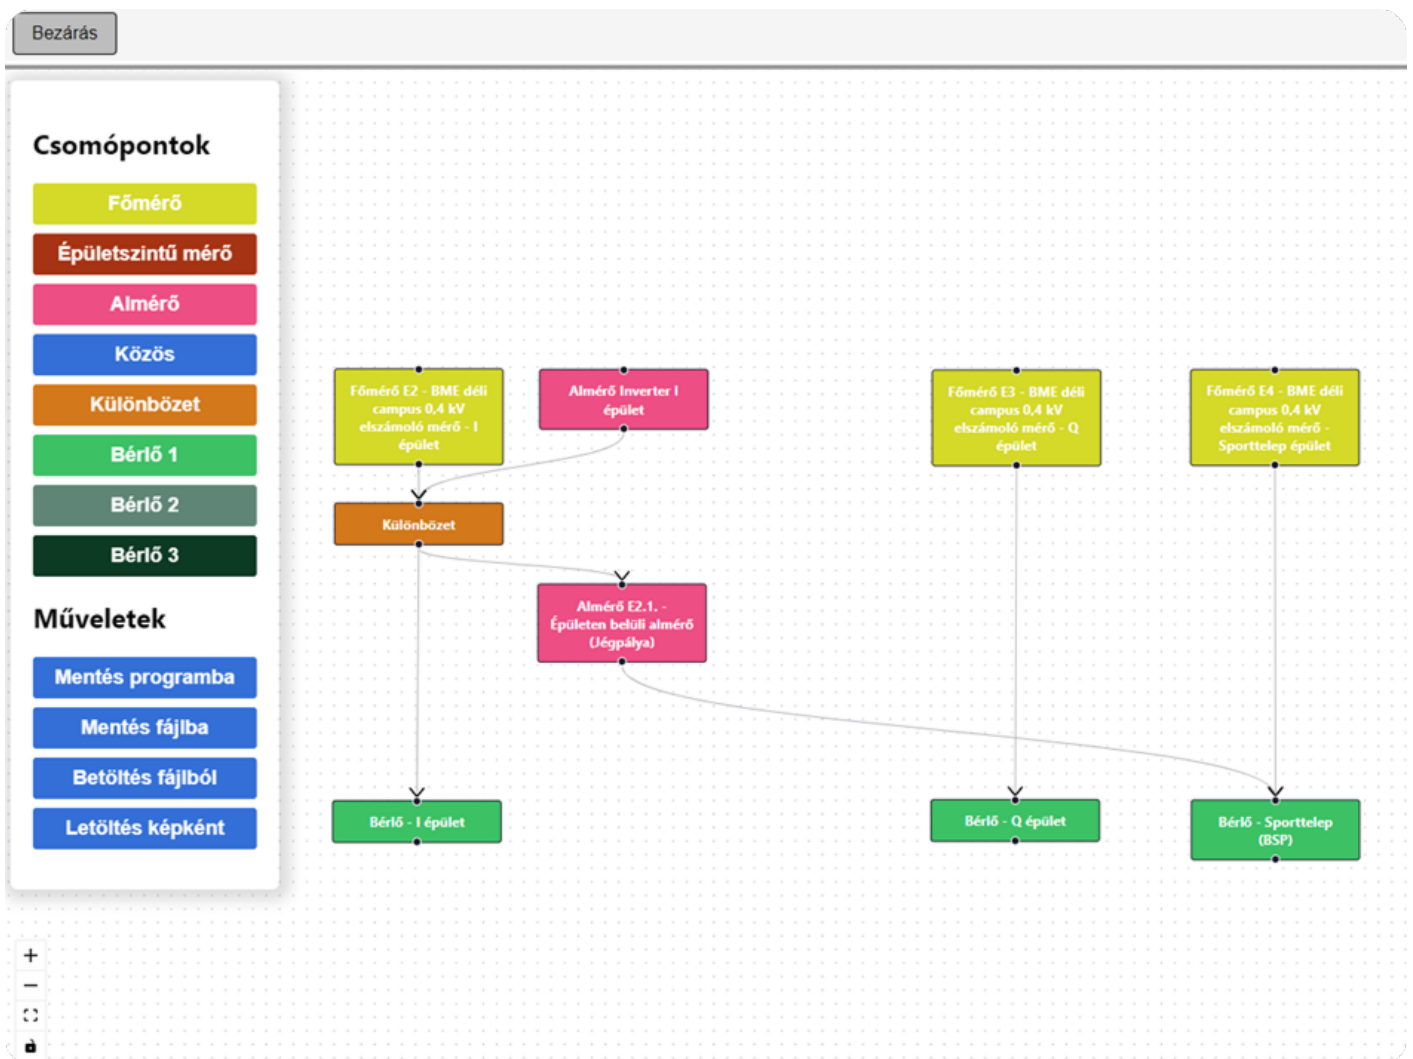 Bezárás
Csomópontok
Főmérő
Épületszintű mérő
Almérő
Közös
Különbözet
Bérlő 1
Bérlő 2
Bérlő 3
Műveletek
Mentés programba
Mentés fájlba
Betöltés fájlból
Letöltés képként
Főmérő E2 - BME déli
campus 0,4 kV
elszámoló mérő - I
épület
Almérő Inverter I
épület
Főmérő E3 - BME déli
campus 0,4 kV
elszámoló mérő - Q
épület
Főmérő E4 - BME déli
campus 0,4 kV
elszámoló mérő -
Sporttelep épület
Különbözet
Almérő E2.1. -
Épületen belüli almérő
(Jégpálya)
Bérlő - I épület
Bérlő - Q épület
Bérlő - Sporttelep
(BSP)